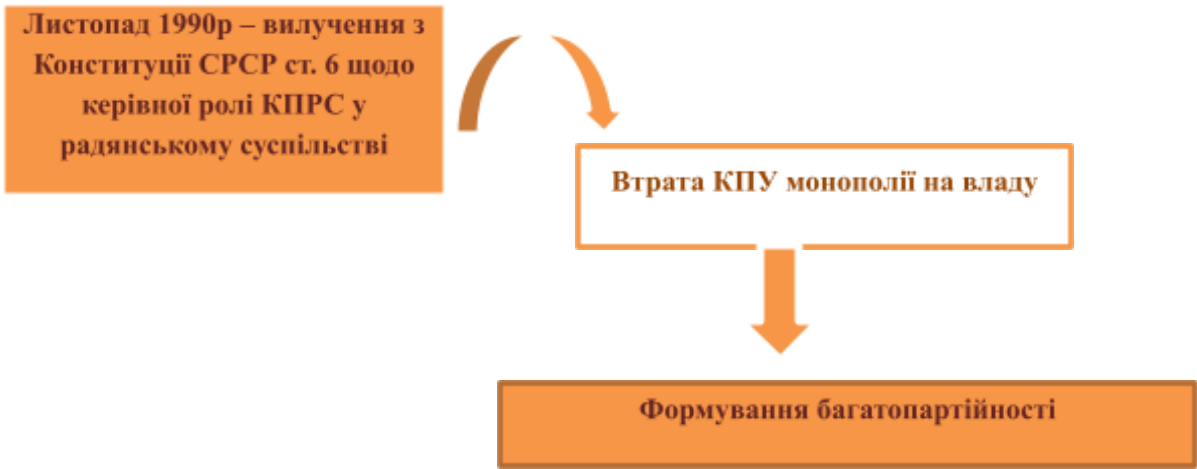 Листопад 1990р – вилучення з
Конституції СРСР ст. 6 щодо
керівної ролі КПРС у
радянському суспільстві
Втрата КПУ монополії на владу
Формування багатопартійності